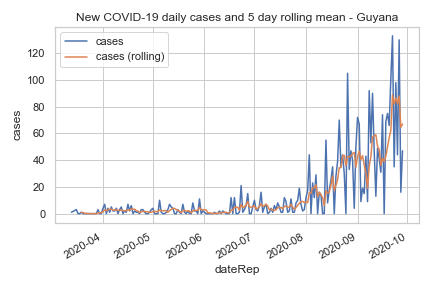 New COVID-19 daily cases and 5 day rolling mean - Guyana
cases
cases (rolling)
120
100
80
60
40
20
0
cases
2020-04
2020-05
2020-06
2020-07
2020-08
2020-09
2020-10
dateRep